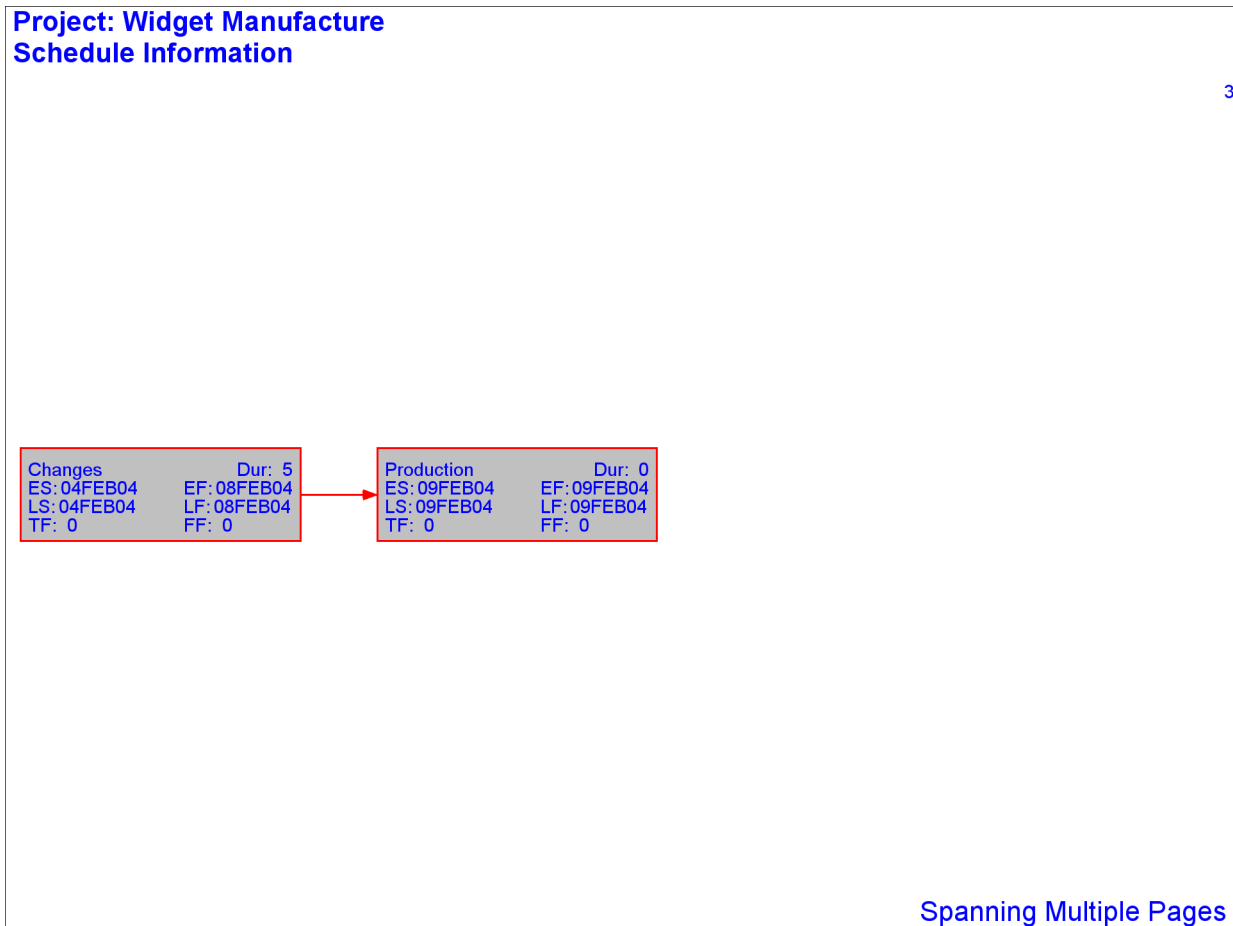 Project: Widget Manufacture
Schedule Information
3
Changes Dur: 5
ES: 04FEB04 EF: 08FEB04
LS: 04FEB04 LF: 08FEB04
TF: 0 FF: 0
Production Dur: 0
ES: 09FEB04 EF: 09FEB04
LS: 09FEB04 LF: 09FEB04
TF: 0 FF: 0
Spanning Multiple Pages